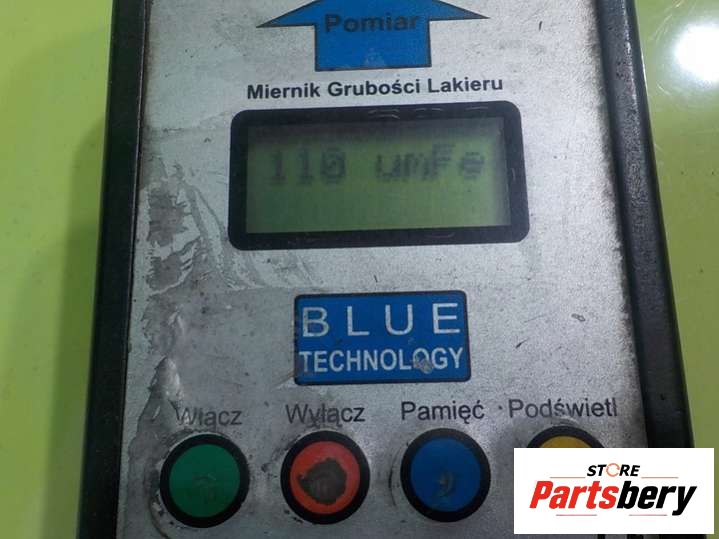 Pomiar
Miernik Grubości Lakieru
110 umFe
BLUE
TECHNOLOGY
Włącz Wyłącz Pamięć Podświetl
STORE
Partsbery